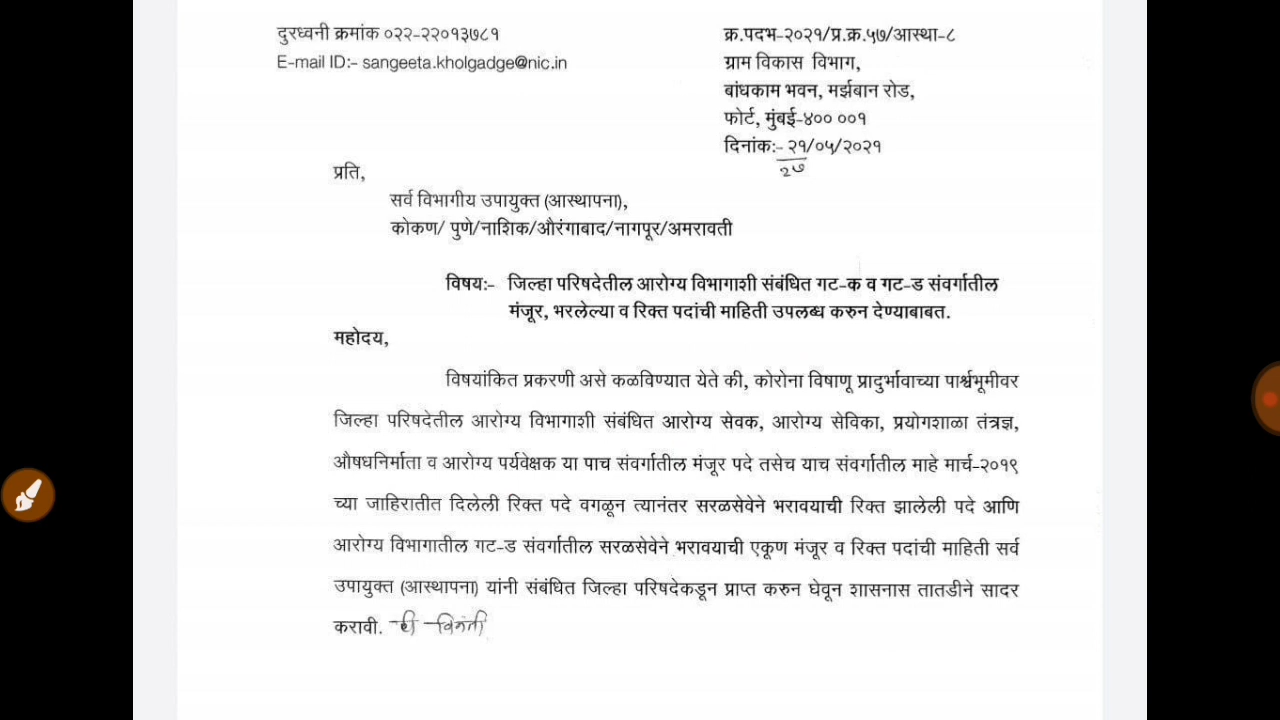 दुरध्वनी क्रमांक ०२२-२२०१३७८१
E-mail ID:- sangeeta.kholgadge@nic.in
क्र.पदभ-२०२१/प्र.क्र.५७/आस्था-८
ग्राम विकास विभाग,
बांधकाम भवन, मर्झबान रोड,
फोर्ट, मुंबई-४०० ००१
दिनांक:- २१/०५/२०२१
२७
प्रति,
सर्व विभागीय उपायुक्त (आस्थापना),
कोकण/ पुणे/नाशिक/औरंगाबाद/नागपूर/अमरावती
विषय:- जिल्हा परिषदेतील आरोग्य विभागाशी संबंधित गट-क व गट-ड संवर्गातील
मंजूर, भरलेल्या व रिक्त पदांची माहिती उपलब्ध करुन देण्याबाबत.
महोदय,
विषयांकित प्रकरणी असे कळविण्यात येते की, कोरोना विषाणू प्रादुर्भावाच्या पार्श्वभूमीवर
जिल्हा परिषदेतील आरोग्य विभागाशी संबंधित आरोग्य सेवक, आरोग्य सेविका, प्रयोगशाळा तंत्रज्ञ,
औषधनिर्माता व आरोग्य पर्यवेक्षक या पाच संवर्गातील मंजूर पदे तसेच याच संवर्गातील माहे मार्च-२०१९
च्या जाहिरातीत दिलेली रिक्त पदे वगळून त्यानंतर सरळसेवेने भरावयाची रिक्त झालेली पदे आणि
आरोग्य विभागातील गट-ड संवर्गातील सरळसेवेने भरावयाची एकूण मंजूर व रिक्त पदांची माहिती सर्व
उपायुक्त (आस्थापना) यांनी संबंधित जिल्हा परिषदेकडून प्राप्त करुन घेवून शासनास तातडीने सादर
करावी. ही विनंती